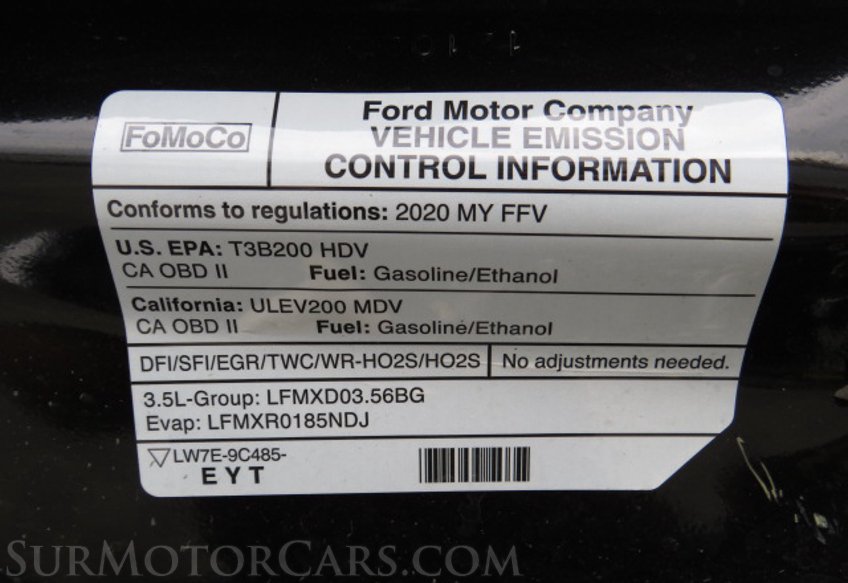 FoMoCo
Ford Motor Company
VEHICLE EMISSION
CONTROL INFORMATION
Conforms to regulations: 2020 MY FFV
U.S. EPA: T3B200 HDV
CA OBD II Fuel: Gasoline/Ethanol
California: ULEV200 MDV
CA OBD II Fuel: Gasoline/Ethanol
DFI/SFI/EGR/TWC/WR-HO2S/HO2S No adjustments needed.
3.5L-Group: LFMXD03.56BG
Evap: LFMXR0185NDJ
LW7E-9C485-
EYT
SurMotorCars.com